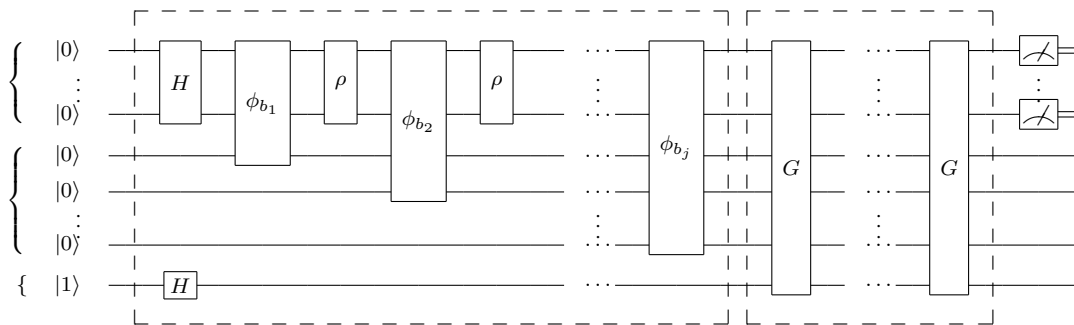 |0⟩ H ρ ρ ··· ···
⋮ φ_{b_1} φ_{b_2} ⋮ φ_{b_j} ⋮ ⋮
|0⟩ ··· ···
|0⟩ ··· G ··· G
|0⟩ ··· ···
⋮ ⋮ ⋮
|0⟩ ··· ···
{ |1⟩ H ··· ···